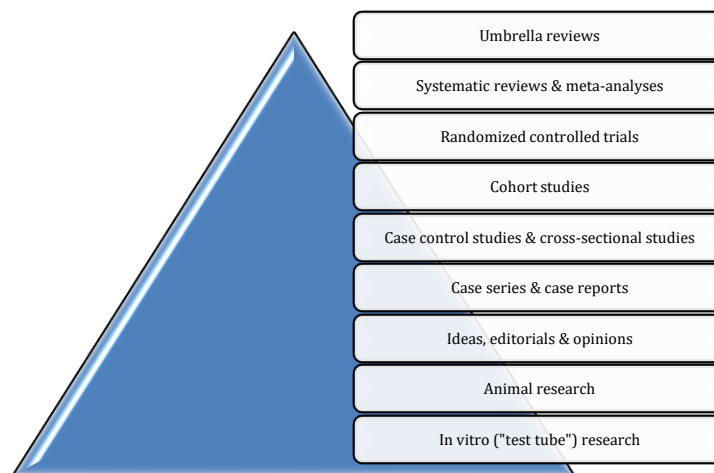 Umbrella reviews
Systematic reviews & meta-analyses
Randomized controlled trials
Cohort studies
Case control studies & cross-sectional studies
Case series & case reports
Ideas, editorials & opinions
Animal research
In vitro ("test tube") research